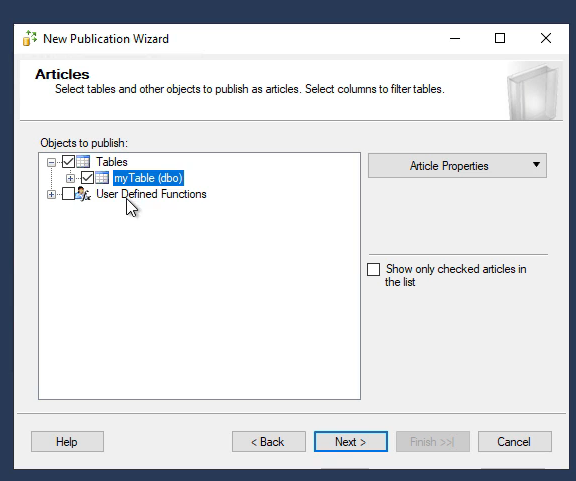 New Publication Wizard
Articles
Select tables and other objects to publish as articles. Select columns to filter tables.
Objects to publish:
Tables
myTable (dbo)
User Defined Functions
Article Properties
Show only checked articles in
the list
Help
< Back
Next >
Finish >>|
Cancel